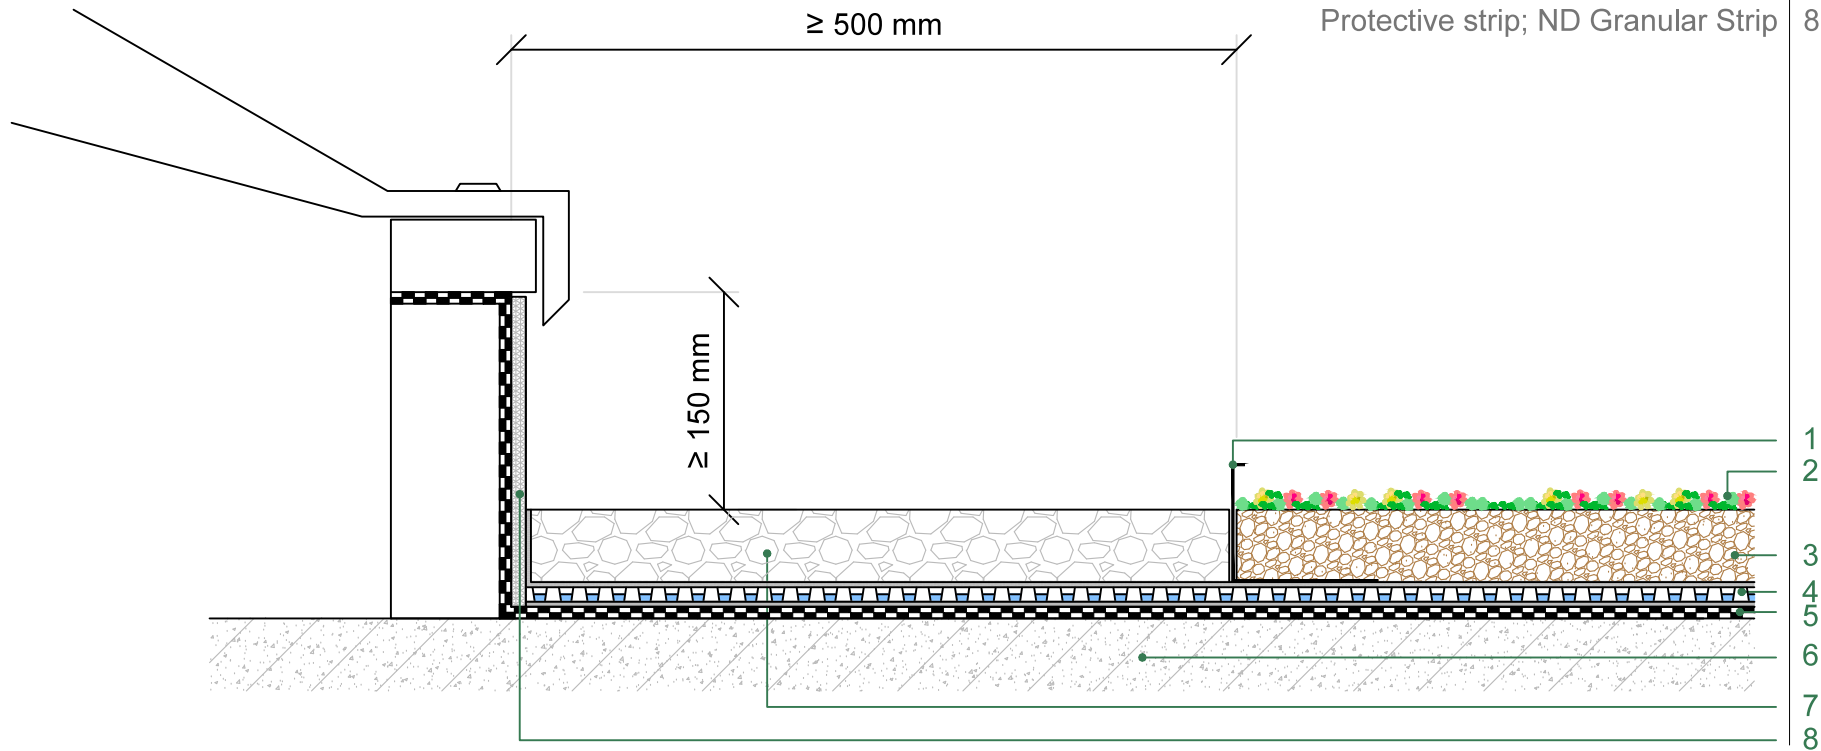 ≥ 500 mm
Protective strip; ND Granular Strip 8
≥ 150 mm
1
2
3
4
5
6
7
8